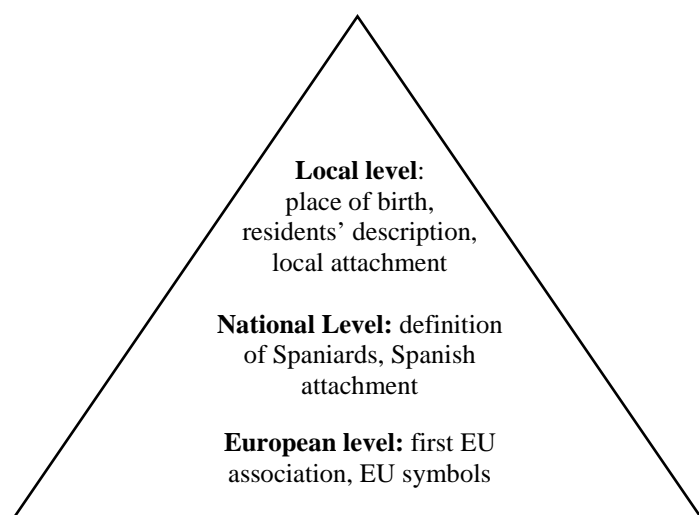 Local level:
place of birth,
residents’ description,
local attachment
National Level: definition
of Spaniards, Spanish
attachment
European level: first EU
association, EU symbols